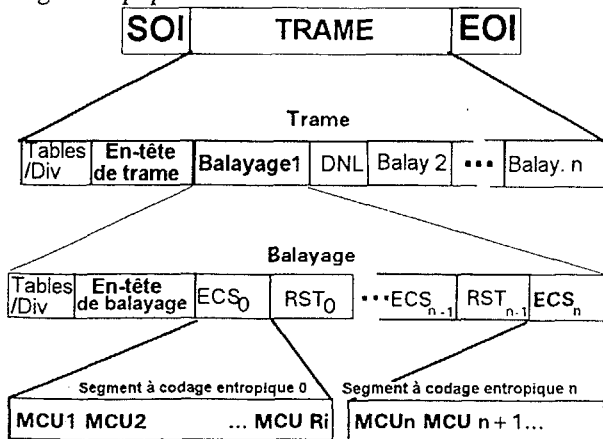 SOI TRAME EOI
Trame
Tables /Div En-tête de trame Balayage1 DNL Balay 2 ... Balay. n
Balayage
Tables /Div En-tête de balayage ECS0 RST0 ...ECSn-1 RSTn-1 ECSn
Segment à codage entropique 0 Segment à codage entropique n
MCU1 MCU2 ... MCU Ri MCUn MCU n+1...